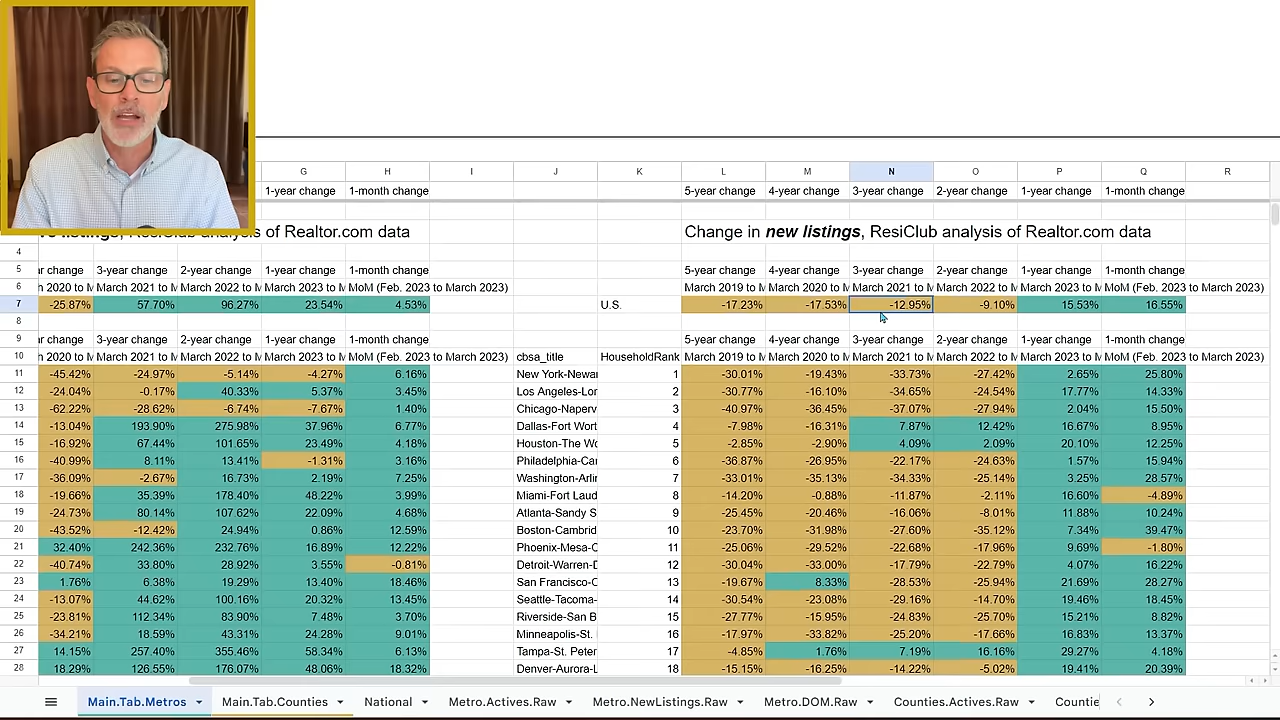 G H I J K L M N O P Q R
1-year change 1-month change 5-year change 4-year change 3-year change 2-year change 1-year change 1-month change
listings, ResiClub analysis of Realtor.com data Change in new listings, ResiClub analysis of Realtor.com data
4
5 change 3-year change 2-year change 1-year change 1-month change 5-year change 4-year change 3-year change 2-year change 1-year change 1-month change
6 2020 to M March 2021 to M March 2022 to M March 2023 to M MoM (Feb. 2023 to March 2023) March 2019 to M March 2020 to M March 2021 to M March 2022 to M March 2023 to M MoM (Feb. 2023 to March 2023)
7 -25.87% 57.70% 96.27% 23.54% 4.53% U.S. -17.23% -17.53% -12.95% -9.10% 15.53% 16.55%
8
9 change 3-year change 2-year change 1-year change 1-month change 5-year change 4-year change 3-year change 2-year change 1-year change 1-month change
10 2020 to M March 2021 to M March 2022 to M March 2023 to M MoM (Feb. 2023 to March 2023) cbsa_title HouseholdRank March 2019 to M March 2020 to M March 2021 to M March 2022 to M March 2023 to M MoM (Feb. 2023 to March 2023)
11 -45.42% -24.97% -5.14% -4.27% 6.16% New York-Newar 1 -30.01% -19.43% -33.73% -27.42% 2.65% 25.80%
12 -24.04% -0.17% 40.33% 5.37% 3.45% Los Angeles-Lon 2 -30.77% -16.10% -34.65% -24.54% 17.77% 14.33%
13 -62.22% -28.62% -6.74% -7.67% 1.40% Chicago-Naperv 3 -40.97% -36.45% -37.07% -27.94% 2.04% 15.50%
14 -13.04% 193.90% 275.98% 37.96% 6.77% Dallas-Fort Wort 4 -7.98% -16.31% 7.87% 12.42% 16.67% 8.95%
15 -16.92% 67.44% 101.65% 23.49% 4.18% Houston-The Wo 5 -2.85% -2.90% 4.09% 2.09% 20.10% 12.25%
16 -40.99% 8.11% 13.41% -1.31% 3.16% Philadelphia-Car 6 -36.87% -26.95% -22.17% -24.63% 1.57% 15.94%
17 -36.09% -2.67% 16.73% 2.19% 7.25% Washington-Arlin 7 -33.01% -35.13% -34.33% -25.14% 3.25% 28.57%
18 -19.66% 35.39% 178.40% 48.22% 3.99% Miami-Fort Laud 8 -14.20% -0.88% -11.87% -2.11% 16.60% -4.89%
19 -24.73% 80.14% 107.62% 22.09% 4.68% Atlanta-Sandy S 9 -25.45% -20.46% -16.06% -8.01% 11.88% 10.24%
20 -43.52% -12.42% 24.94% 0.86% 12.59% Boston-Cambrid 10 -23.70% -31.98% -27.60% -35.12% 7.34% 39.47%
21 32.40% 242.36% 232.76% 16.89% 12.22% Phoenix-Mesa-C 11 -25.06% -29.52% -22.68% -17.96% 9.69% -1.80%
22 -40.74% 33.80% 28.92% 3.55% -0.81% Detroit-Warren-D 12 -30.04% -33.00% -17.79% -22.79% 4.07% 16.22%
23 1.76% 6.38% 19.29% 13.40% 18.46% San Francisco-C 13 -19.67% 8.33% -28.53% -25.94% 21.69% 28.27%
24 -13.07% 44.62% 100.16% 20.32% 13.45% Seattle-Tacoma- 14 -30.54% -23.08% -29.16% -14.70% 19.46% 18.45%
25 -23.81% 112.34% 83.90% 7.48% 3.70% Riverside-San B 15 -27.77% -15.95% -24.83% -25.70% 15.21% 8.82%
26 -34.21% 18.59% 43.31% 24.28% 9.01% Minneapolis-St. 16 -17.97% -33.82% -25.20% -17.66% 16.83% 13.37%
27 14.15% 257.40% 355.46% 58.34% 6.13% Tampa-St. Peter 17 -4.85% 1.76% 7.19% 16.16% 29.27% 4.18%
28 18.29% 126.55% 176.07% 48.06% 18.32% Denver-Aurora-L 18 -15.15% -16.25% -14.22% -5.02% 19.41% 20.39%
Main.Tab.Metros Main.Tab.Counties National Metro.Actives.Raw Metro.NewListings.Raw Metro.DOM.Raw Counties.Actives.Raw Countie